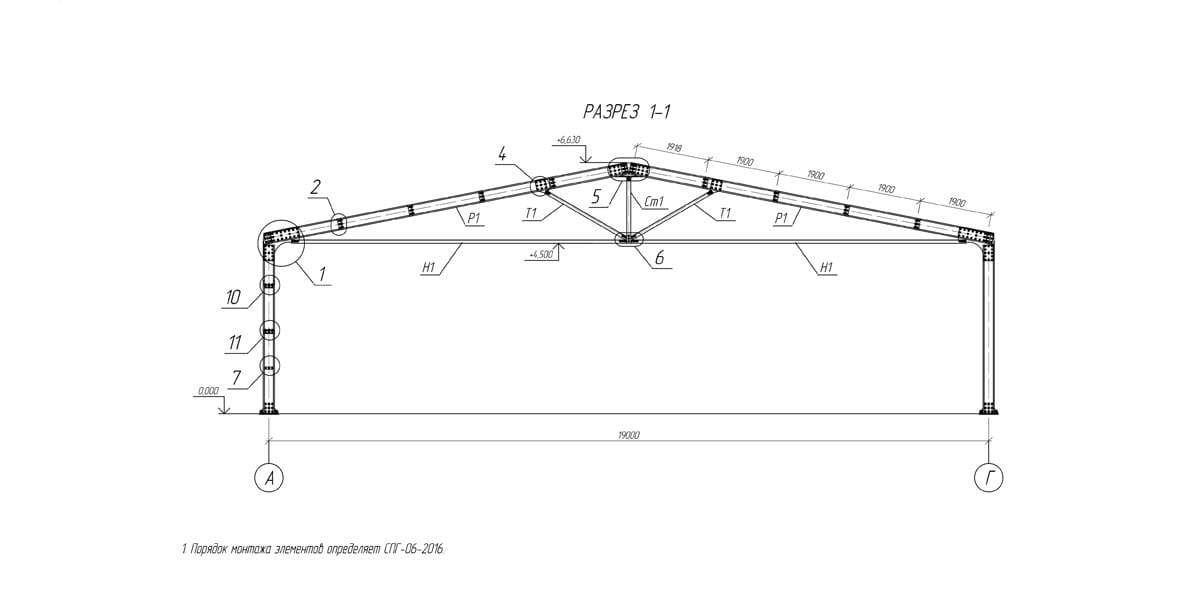 РАЗРЕЗ 1-1
+6,630
1918
1900
1900
1900
1900
4
2
5
Ст1
Т1
Т1
Р1
Р1
+4,500
6
Н1
Н1
1
10
11
7
0,000
19000
А
Г
1. Порядок монтажа элементов определяет СПГ-06-2016.